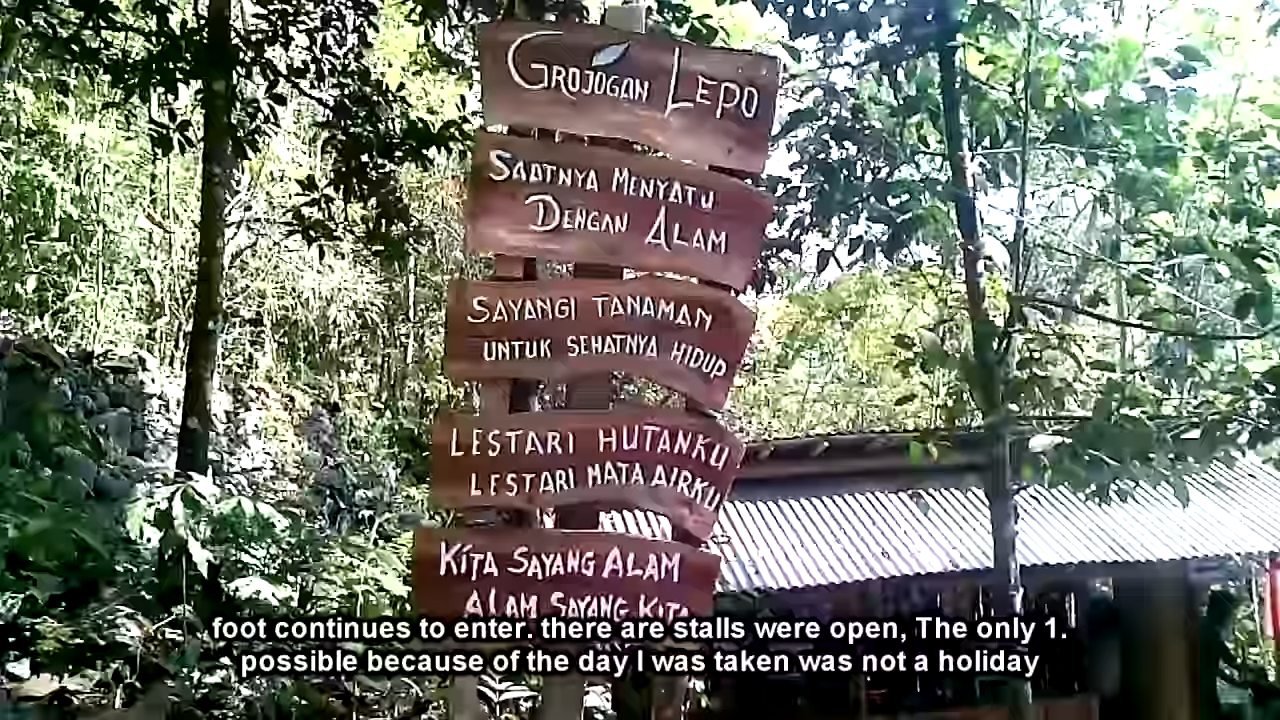 GROJOGAN LEPO
SAATNYA MENYATU
DENGAN ALAM
SAYANGI TANAMAN
UNTUK SEHATNYA HIDUP
LESTARI HUTANKU
LESTARI MATA AIRKU
KITA SAYANG ALAM
ALAM SAYANG KITA
foot continues to enter. there are stalls were open, The only 1.
possible because of the day I was taken was not a holiday